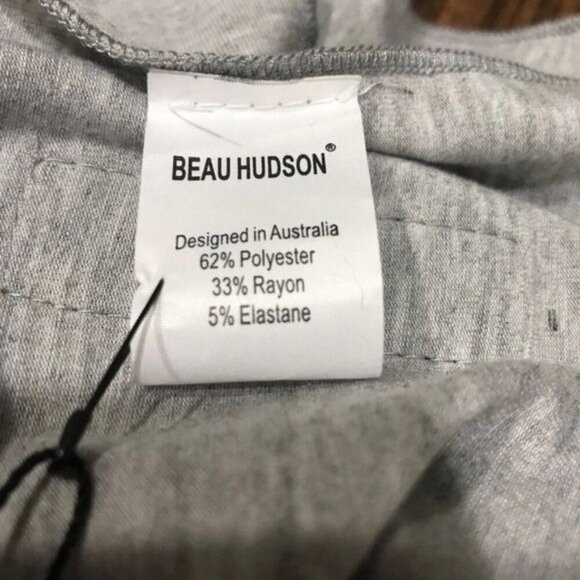 BEAU HUDSON®
Designed in Australia
62% Polyester
33% Rayon
5% Elastane